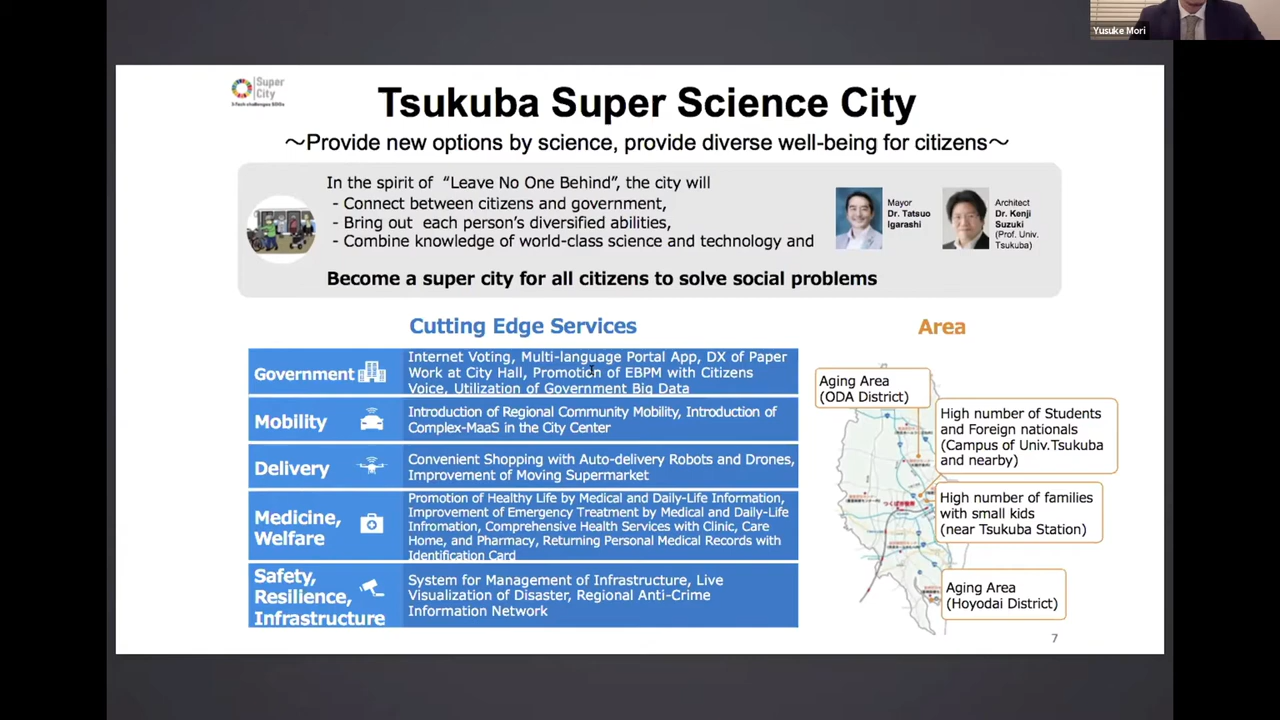 Yusuke Mori
Super
City
Tsukuba Super Science City
〜Provide new options by science, provide diverse well-being for citizens〜
In the spirit of “Leave No One Behind”, the city will
- Connect between citizens and government,
- Bring out each person’s diversified abilities,
- Combine knowledge of world-class science and technology and
Become a super city for all citizens to solve social problems
Mayor
Dr. Tatsuo
Igarashi
Architect
Dr. Kenji
Suzuki
(Prof. Univ.
Tsukuba)
Cutting Edge Services
Government
Internet Voting, Multi-language Portal App, DX of Paper
Work at City Hall, Promotion of EBPM with Citizens
Voice, Utilization of Government Big Data
Mobility
Introduction of Regional Community Mobility, Introduction of
Complex-MaaS in the City Center
Delivery
Convenient Shopping with Auto-delivery Robots and Drones,
Improvement of Moving Supermarket
Medicine,
Welfare
Promotion of Healthy Life by Medical and Daily-Life Information,
Improvement of Emergency Treatment by Medical and Daily-Life
Infromation, Comprehensive Health Services with Clinic, Care
Home, and Pharmacy, Returning Personal Medical Records with
Identification Card
Safety,
Resilience,
Infrastructure
System for Management of Infrastructure, Live
Visualization of Disaster, Regional Anti-Crime
Information Network
Area
Aging Area
(ODA District)
High number of Students
and Foreign nationals
(Campus of Univ.Tsukuba
and nearby)
High number of families
with small kids
(near Tsukuba Station)
Aging Area
(Hoyodai District)
7